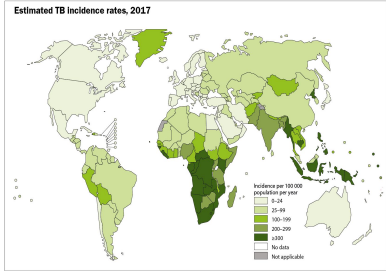 Estimated TB incidence rates, 2017
Incidence per 100 000
population per year
0–24
25–99
100–199
200–299
≥300
No data
Not applicable